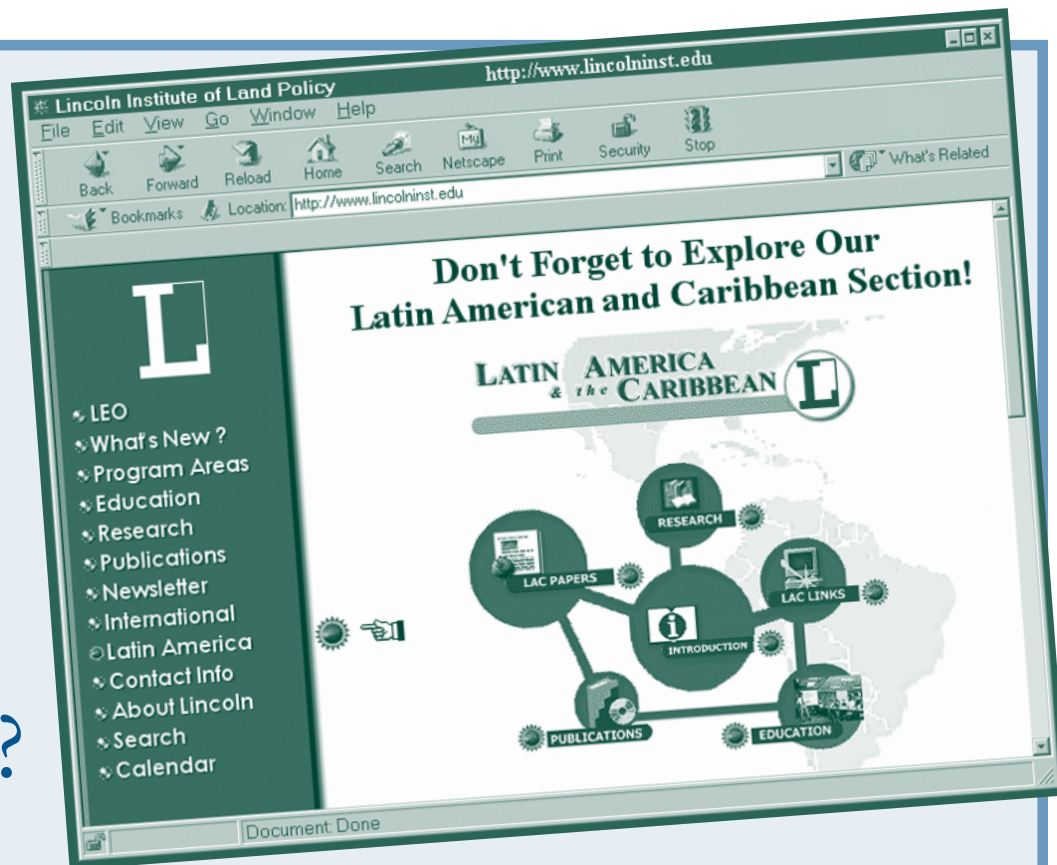 Lincoln Institute of Land Policy http://www.lincolninst.edu
File Edit View Go Window Help
Back Forward Reload Home Search Netscape Print Security Stop
My
Bookmarks Location: http://www.lincolninst.edu What's Related
L
LEO
What's New ?
Program Areas
Education
Research
Publications
Newsletter
International
Latin America
Contact Info
About Lincoln
Search
Calendar
Don't Forget to Explore Our
Latin American and Caribbean Section!
LATIN AMERICA
& the CARIBBEAN
L
RESEARCH
LAC PAPERS
LAC LINKS
i
INTRODUCTION
PUBLICATIONS
EDUCATION
Document: Done
?